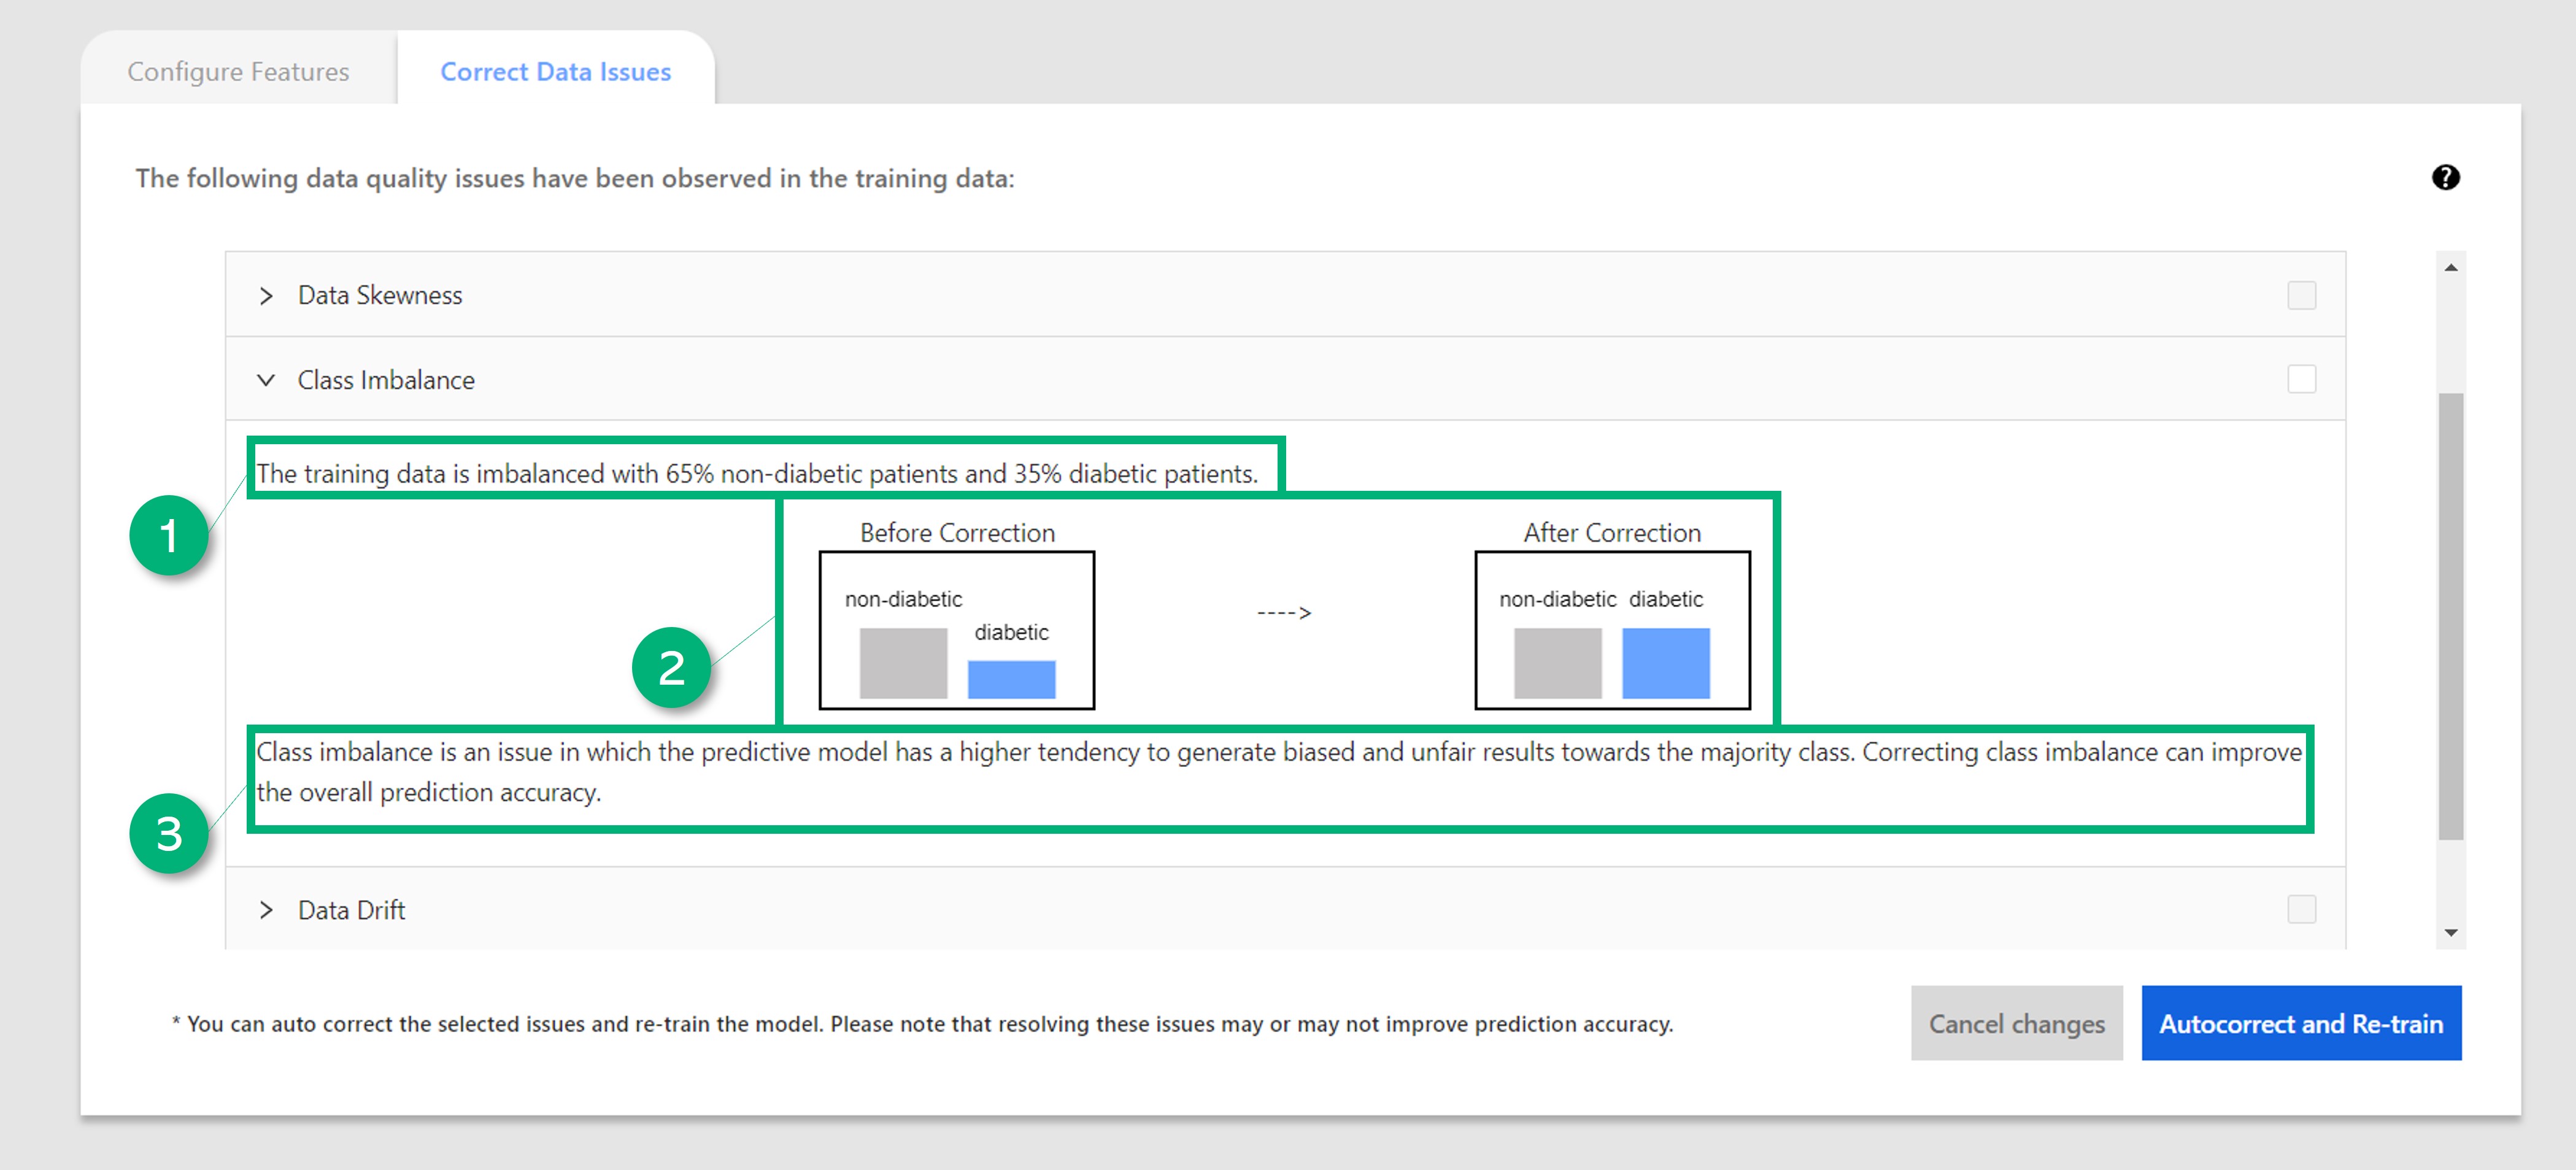 Configure Features
Correct Data Issues
The following data quality issues have been observed in the training data:
?
Data Skewness
Class Imbalance
The training data is imbalanced with 65% non-diabetic patients and 35% diabetic patients.
1
Before Correction
After Correction
non-diabetic
diabetic
---->
non-diabetic diabetic
2
Class imbalance is an issue in which the predictive model has a higher tendency to generate biased and unfair results towards the majority class. Correcting class imbalance can improve
the overall prediction accuracy.
3
Data Drift
* You can auto correct the selected issues and re-train the model. Please note that resolving these issues may or may not improve prediction accuracy.
Cancel changes
Autocorrect and Re-train